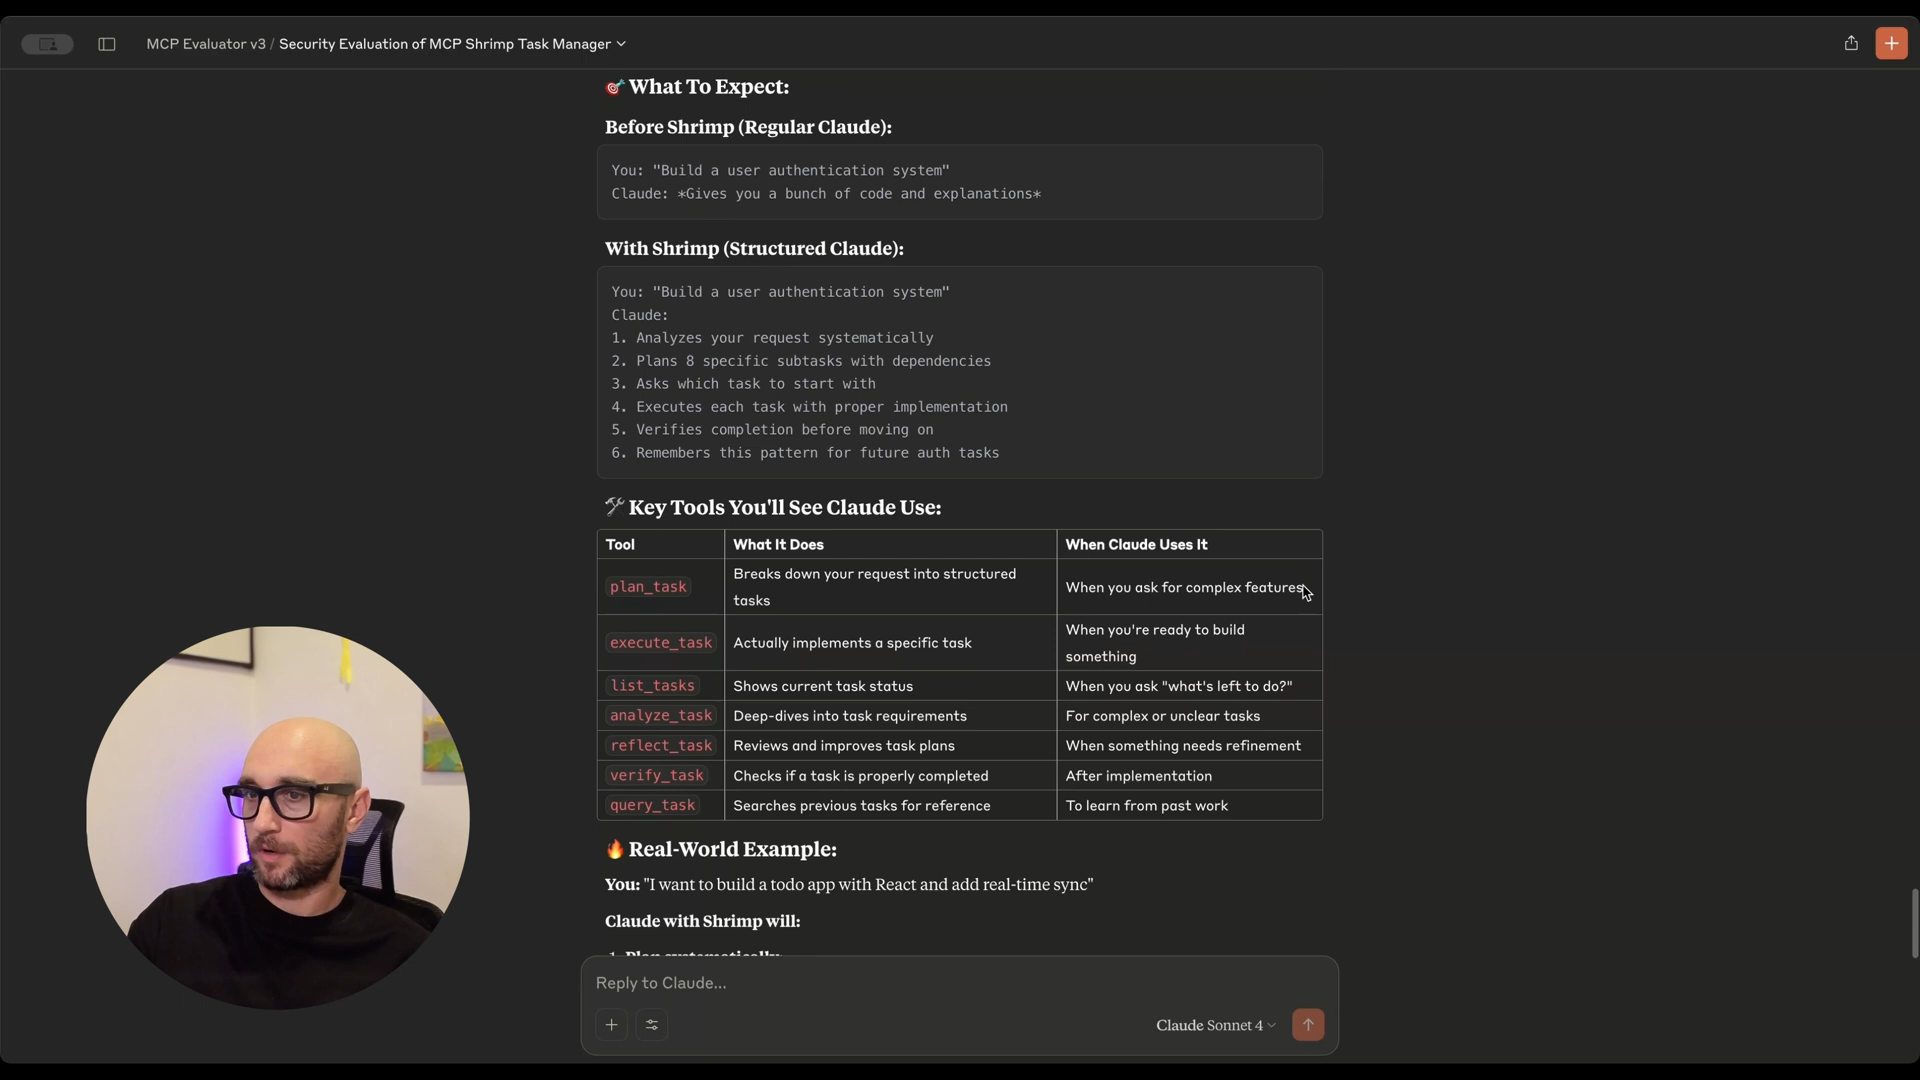 MCP Evaluator v3 / Security Evaluation of MCP Shrimp Task Manager
🎯 What To Expect:
Before Shrimp (Regular Claude):
You: "Build a user authentication system"
Claude: *Gives you a bunch of code and explanations*
With Shrimp (Structured Claude):
You: "Build a user authentication system"
Claude:
1. Analyzes your request systematically
2. Plans 8 specific subtasks with dependencies
3. Asks which task to start with
4. Executes each task with proper implementation
5. Verifies completion before moving on
6. Remembers this pattern for future auth tasks
🛠 Key Tools You'll See Claude Use:
Tool What It Does When Claude Uses It
plan_task Breaks down your request into structured tasks When you ask for complex features
execute_task Actually implements a specific task When you're ready to build something
list_tasks Shows current task status When you ask "what's left to do?"
analyze_task Deep-dives into task requirements For complex or unclear tasks
reflect_task Reviews and improves task plans When something needs refinement
verify_task Checks if a task is properly completed After implementation
query_task Searches previous tasks for reference To learn from past work
🔥 Real-World Example:
You: "I want to build a todo app with React and add real-time sync"
Claude with Shrimp will:
1. Plan systematically
Reply to Claude...
Claude Sonnet 4